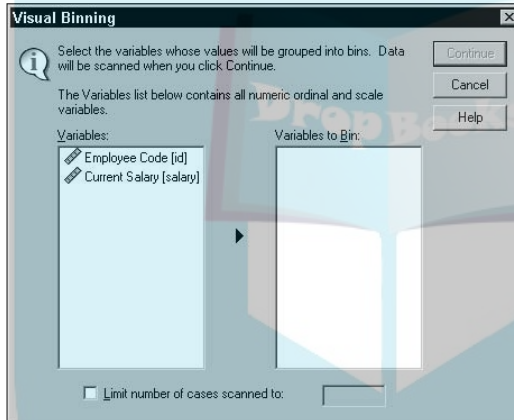 Visual Binning
Select the variables whose values will be grouped into bins. Data
will be scanned when you click Continue.
The Variables list below contains all numeric ordinal and scale
variables.
Continue
Cancel
Help
Variables:
Variables to Bin:
Employee Code [id]
Current Salary [salary]
Limit number of cases scanned to:
Drop Books